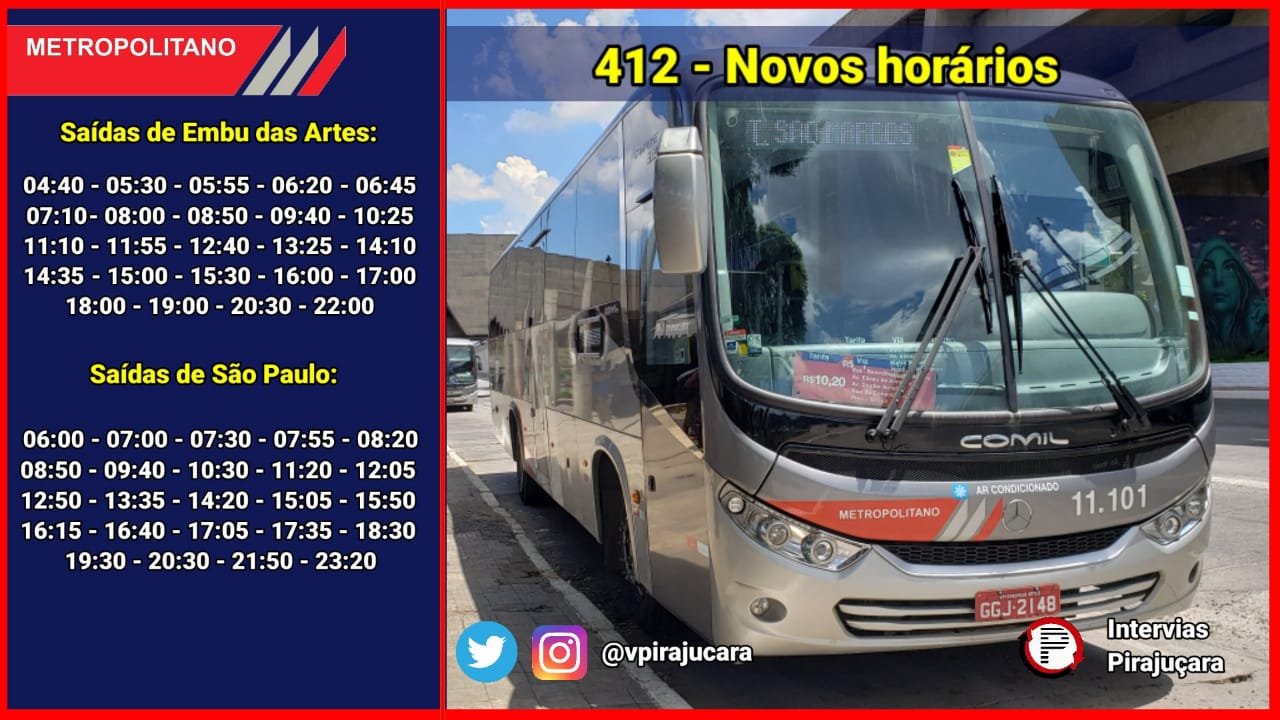 METROPOLITANO
Saídas de Embu das Artes:
04:40 - 05:30 - 05:55 - 06:20 - 06:45
07:10- 08:00 - 08:50 - 09:40 - 10:25
11:10 - 11:55 - 12:40 - 13:25 - 14:10
14:35 - 15:00 - 15:30 - 16:00 - 17:00
18:00 - 19:00 - 20:30 - 22:00
Saídas de São Paulo:
06:00 - 07:00 - 07:30 - 07:55 - 08:20
08:50 - 09:40 - 10:30 - 11:20 - 12:05
12:50 - 13:35 - 14:20 - 15:05 - 15:50
16:15 - 16:40 - 17:05 - 17:35 - 18:30
19:30 - 20:30 - 21:50 - 23:20
412 - Novos horários
Tarifa Via
R$10,20
COMIL
AR CONDICIONADO
METROPOLITANO
11.101
GGJ-2148
@vpirajucara
Intervias
Pirajuçara